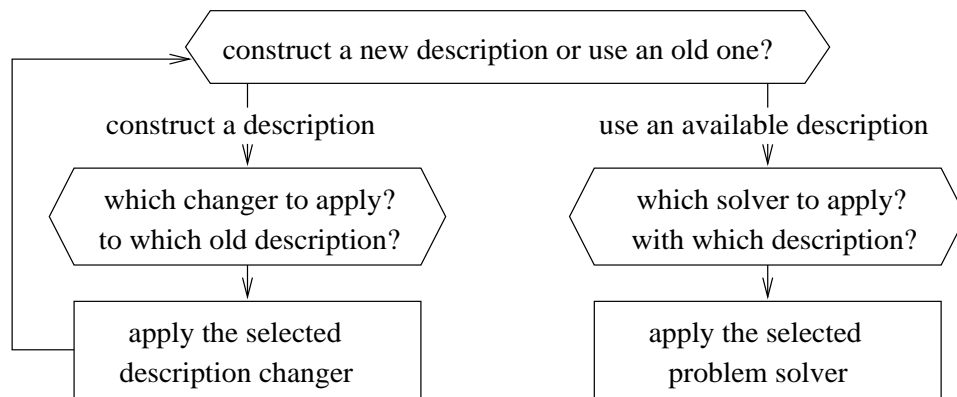 construct a new description or use an old one?
construct a description
use an available description
which changer to apply?
to which old description?
which solver to apply?
with which description?
apply the selected
description changer
apply the selected
problem solver